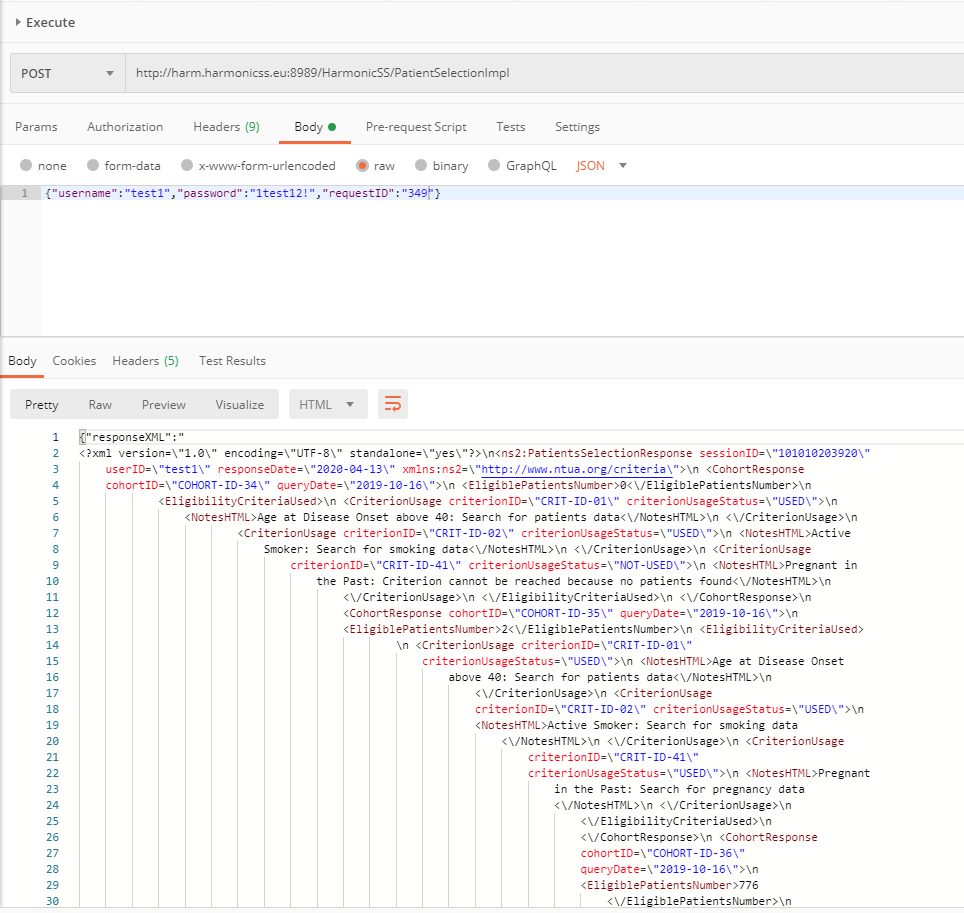 Execute
POST http://harm.harmonicss.eu:8989/HarmonicSS/PatientSelectionImpl
Params Authorization Headers (9) Body Pre-request Script Tests Settings
none form-data x-www-form-urlencoded raw binary GraphQL JSON
1 {"username":"test1","password":"1test12!","requestID":"349"}
Body Cookies Headers (5) Test Results
Pretty Raw Preview Visualize HTML
1 {"responseXML":"
2 <?xml version=\"1.0\" encoding=\"UTF-8\" standalone=\"yes\"?>\n<ns2:PatientsSelectionResponse sessionID=\"101010203920\"
3 userID=\"test1\" responseDate=\"2020-04-13\" xmlns:ns2=\"http://www.ntua.org/criteria\">\n <CohortResponse
4 cohortID=\"COHORT-ID-34\" queryDate=\"2019-10-16\">\n <EligiblePatientsNumber>0<\/EligiblePatientsNumber>\n
5 <EligibilityCriteriaUsed>\n <CriterionUsage criterionID=\"CRIT-ID-01\" criterionUsageStatus=\"USED\">\n
6 <NotesHTML>Age at Disease Onset above 40: Search for patients data<\/NotesHTML>\n <\/CriterionUsage>\n
7 <CriterionUsage criterionID=\"CRIT-ID-02\" criterionUsageStatus=\"USED\">\n <NotesHTML>Active
8 Smoker: Search for smoking data<\/NotesHTML>\n <\/CriterionUsage>\n <CriterionUsage
9 criterionID=\"CRIT-ID-41\" criterionUsageStatus=\"NOT-USED\">\n <NotesHTML>Pregnant in
10 the Past: Criterion cannot be reached because no patients found<\/NotesHTML>\n
11 <\/CriterionUsage>\n <\/EligibilityCriteriaUsed>\n <\/CohortResponse>\n
12 <CohortResponse cohortID=\"COHORT-ID-35\" queryDate=\"2019-10-16\">\n
13 <EligiblePatientsNumber>2<\/EligiblePatientsNumber>\n <EligibilityCriteriaUsed>
14 \n <CriterionUsage criterionID=\"CRIT-ID-01\"
15 criterionUsageStatus=\"USED\">\n <NotesHTML>Age at Disease Onset
16 above 40: Search for patients data<\/NotesHTML>\n
17 <\/CriterionUsage>\n <CriterionUsage
18 criterionID=\"CRIT-ID-02\" criterionUsageStatus=\"USED\">\n
19 <NotesHTML>Active Smoker: Search for smoking data
20 <\/NotesHTML>\n <\/CriterionUsage>\n <CriterionUsage
21 criterionID=\"CRIT-ID-41\"
22 criterionUsageStatus=\"USED\">\n <NotesHTML>Pregnant
23 in the Past: Search for pregnancy data
24 <\/NotesHTML>\n <\/CriterionUsage>\n
25 <\/EligibilityCriteriaUsed>\n
26 <\/CohortResponse>\n <CohortResponse
27 cohortID=\"COHORT-ID-36\"
28 queryDate=\"2019-10-16\">\n
29 <EligiblePatientsNumber>776
30 <\/EligiblePatientsNumber>\n